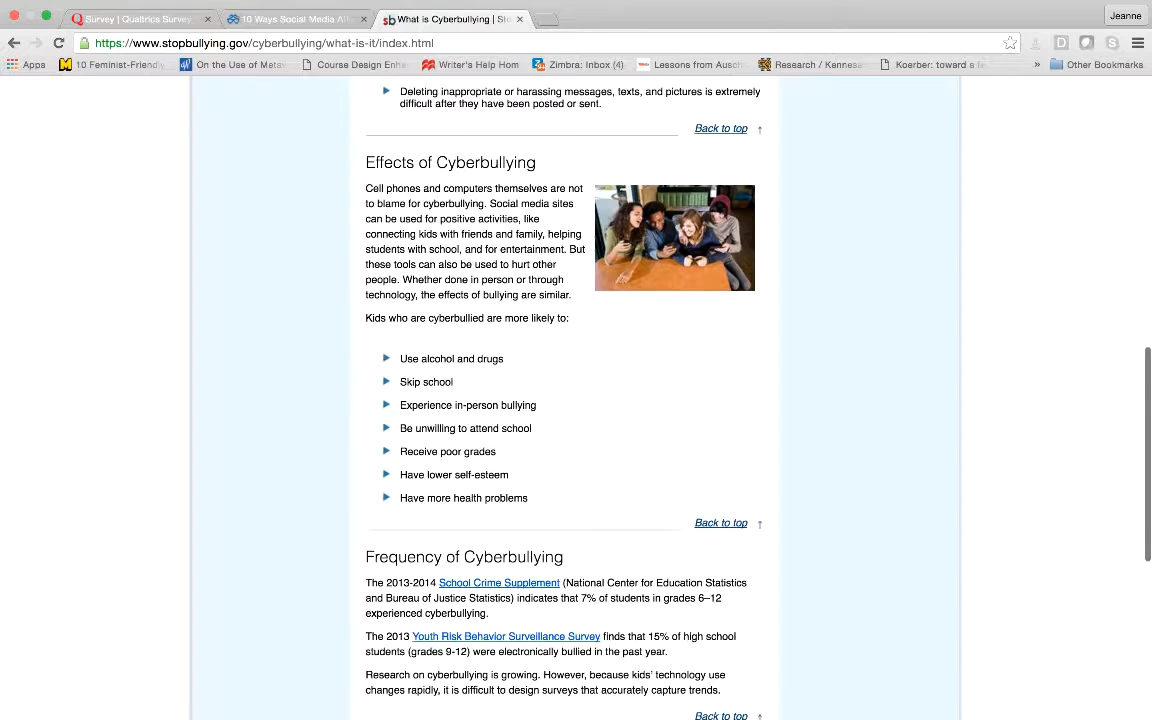 Survey | Qualtrics Survey
10 Ways Social Media
What is Cyberbullying | St
Jeanne
https://www.stopbullying.gov/cyberbullying/what-is-it/index.html
Apps
10 Feminist-Friendly
On the Use of Meta
Course Design Enha
Writer's Help Hom
Zimbra: Inbox (4)
Lessons from Ausch
Research / Kennesa
Koerber: toward a fe
»
Other Bookmarks
Deleting inappropriate or harassing messages, texts, and pictures is extremely
difficult after they have been posted or sent.
Back to top ↑
Effects of Cyberbullying
Cell phones and computers themselves are not
to blame for cyberbullying. Social media sites
can be used for positive activities, like
connecting kids with friends and family, helping
students with school, and for entertainment. But
these tools can also be used to hurt other
people. Whether done in person or through
technology, the effects of bullying are similar.
Kids who are cyberbullied are more likely to:
Use alcohol and drugs
Skip school
Experience in-person bullying
Be unwilling to attend school
Receive poor grades
Have lower self-esteem
Have more health problems
Back to top ↑
Frequency of Cyberbullying
The 2013-2014 School Crime Supplement (National Center for Education Statistics
and Bureau of Justice Statistics) indicates that 7% of students in grades 6–12
experienced cyberbullying.
The 2013 Youth Risk Behavior Surveillance Survey finds that 15% of high school
students (grades 9-12) were electronically bullied in the past year.
Research on cyberbullying is growing. However, because kids' technology use
changes rapidly, it is difficult to design surveys that accurately capture trends.
Back to top ↑